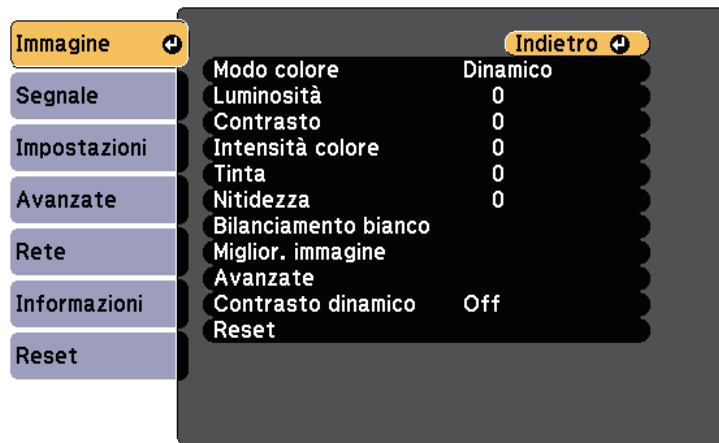 Immagine
Segnale
Impostazioni
Avanzate
Rete
Informazioni
Reset
Indietro
Modo colore Dinamico
Luminosità 0
Contrasto 0
Intensità colore 0
Tinta 0
Nitidezza 0
Bilanciamento bianco
Miglior. immagine
Avanzate
Contrasto dinamico Off
Reset